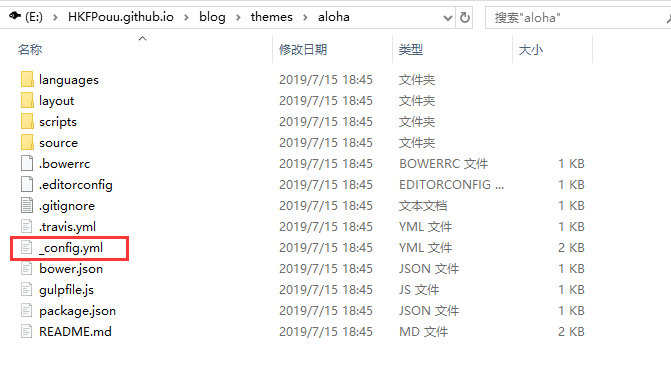 (E:) > HKFPouu.github.io > blog > themes > aloha 搜索"aloha"
名称 修改日期 类型 大小
languages 2019/7/15 18:45 文件夹
layout 2019/7/15 18:45 文件夹
scripts 2019/7/15 18:45 文件夹
source 2019/7/15 18:45 文件夹
.bowerrc 2019/7/15 18:45 BOWERRC 文件 1 KB
.editorconfig 2019/7/15 18:45 EDITORCONFIG ... 1 KB
.gitignore 2019/7/15 18:45 文本文档 1 KB
.travis.yml 2019/7/15 18:45 YML 文件 1 KB
_config.yml 2019/7/15 18:45 YML 文件 2 KB
bower.json 2019/7/15 18:45 JSON 文件 1 KB
gulpfile.js 2019/7/15 18:45 JS 文件 1 KB
package.json 2019/7/15 18:45 JSON 文件 1 KB
README.md 2019/7/15 18:45 MD 文件 1 KB